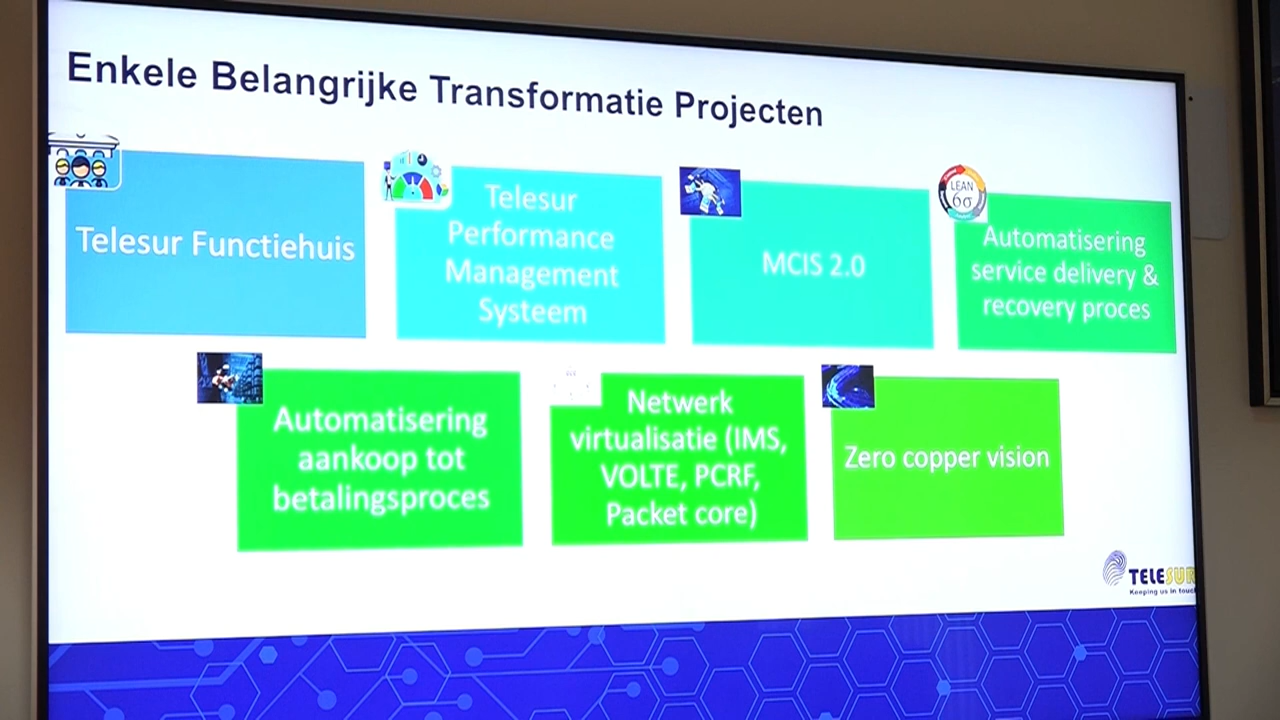 Enkele Belangrijke Transformatie Projecten
Telesur Functiehuis
Telesur
Performance
Management
Systeem
MCIS 2.0
LEAN
6σ
Automatisering
service delivery &
recovery proces
Automatisering
aankoop tot
betalingsproces
Netwerk
virtualisatie (IMS,
VOLTE, PCRF,
Packet core)
Zero copper vision
TELESUR
Keeping us in touch